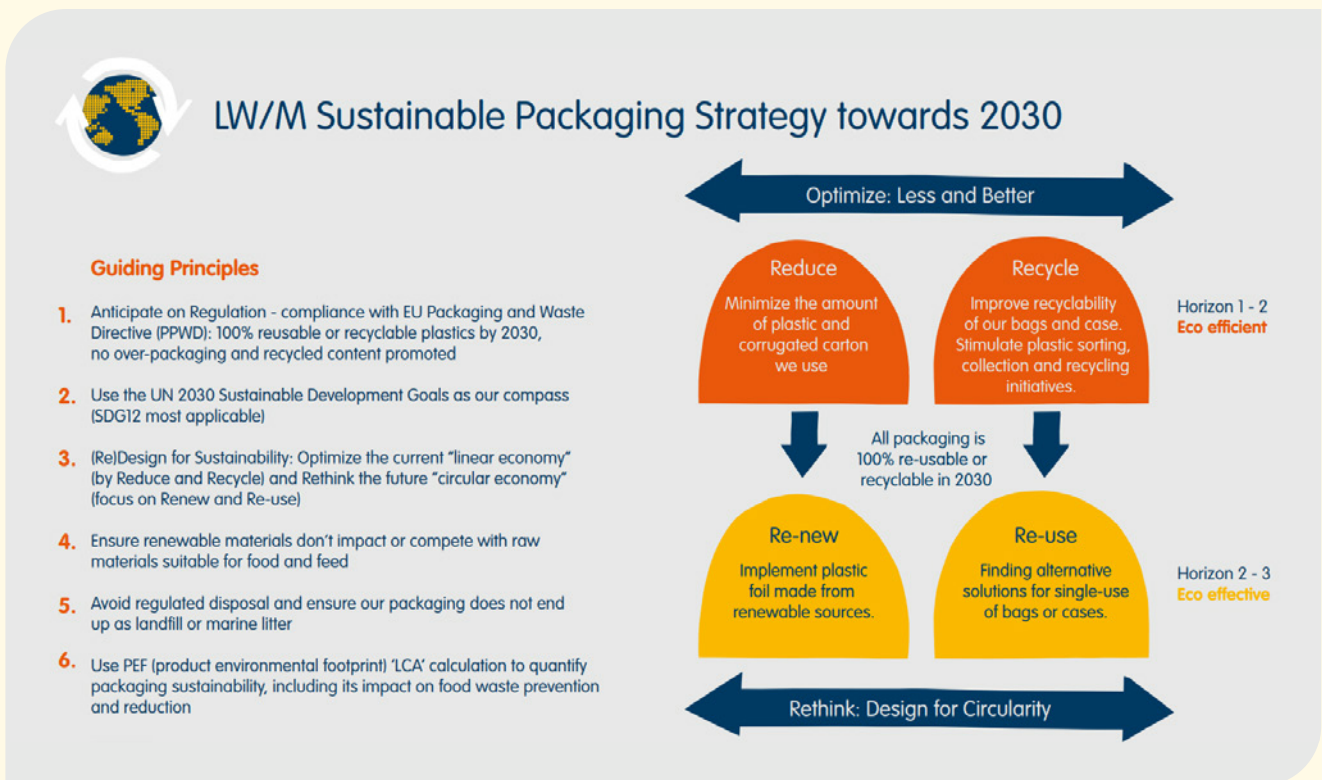 LW/M Sustainable Packaging Strategy towards 2030
Guiding Principles
1. Anticipate on Regulation - compliance with EU Packaging and Waste
Directive (PPWD): 100% reusable or recyclable plastics by 2030,
no over-packaging and recycled content promoted
2. Use the UN 2030 Sustainable Development Goals as our compass
(SDG12 most applicable)
3. (Re)Design for Sustainability: Optimize the current “linear economy”
(by Reduce and Recycle) and Rethink the future “circular economy”
(focus on Renew and Re-use)
4. Ensure renewable materials don’t impact or compete with raw
materials suitable for food and feed
5. Avoid regulated disposal and ensure our packaging does not end
up as landfill or marine litter
6. Use PEF (product environmental footprint) ‘LCA’ calculation to quantify
packaging sustainability, including its impact on food waste prevention
and reduction
Optimize: Less and Better
Reduce
Minimize the amount
of plastic and
corrugated carton
we use
Recycle
Improve recyclability
of our bags and case.
Stimulate plastic sorting,
collection and recycling
initiatives.
Horizon 1 - 2
Eco efficient
All packaging is
100% re-usable or
recyclable in 2030
Re-new
Implement plastic
foil made from
renewable sources.
Re-use
Finding alternative
solutions for single-use
of bags or cases.
Horizon 2 - 3
Eco effective
Rethink: Design for Circularity